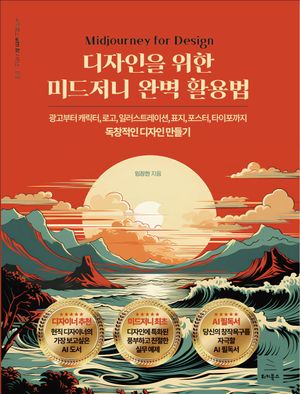 Midjourney for Design
디자인을 위한
미드저니 완벽 활용법
광고부터 캐릭터, 로고, 일러스트레이션, 표지, 포스터, 타이포까지
독창적인 디자인 만들기
임창한 지음
디자이너 추천
현직 디자이너의
가장 보고싶은
AI 도서
미드저니 최초
디자인에 특화된
풍부하고 친절한
실무 예제
AI 필독서
당신의 창작욕구를
자극할
AI 필독서